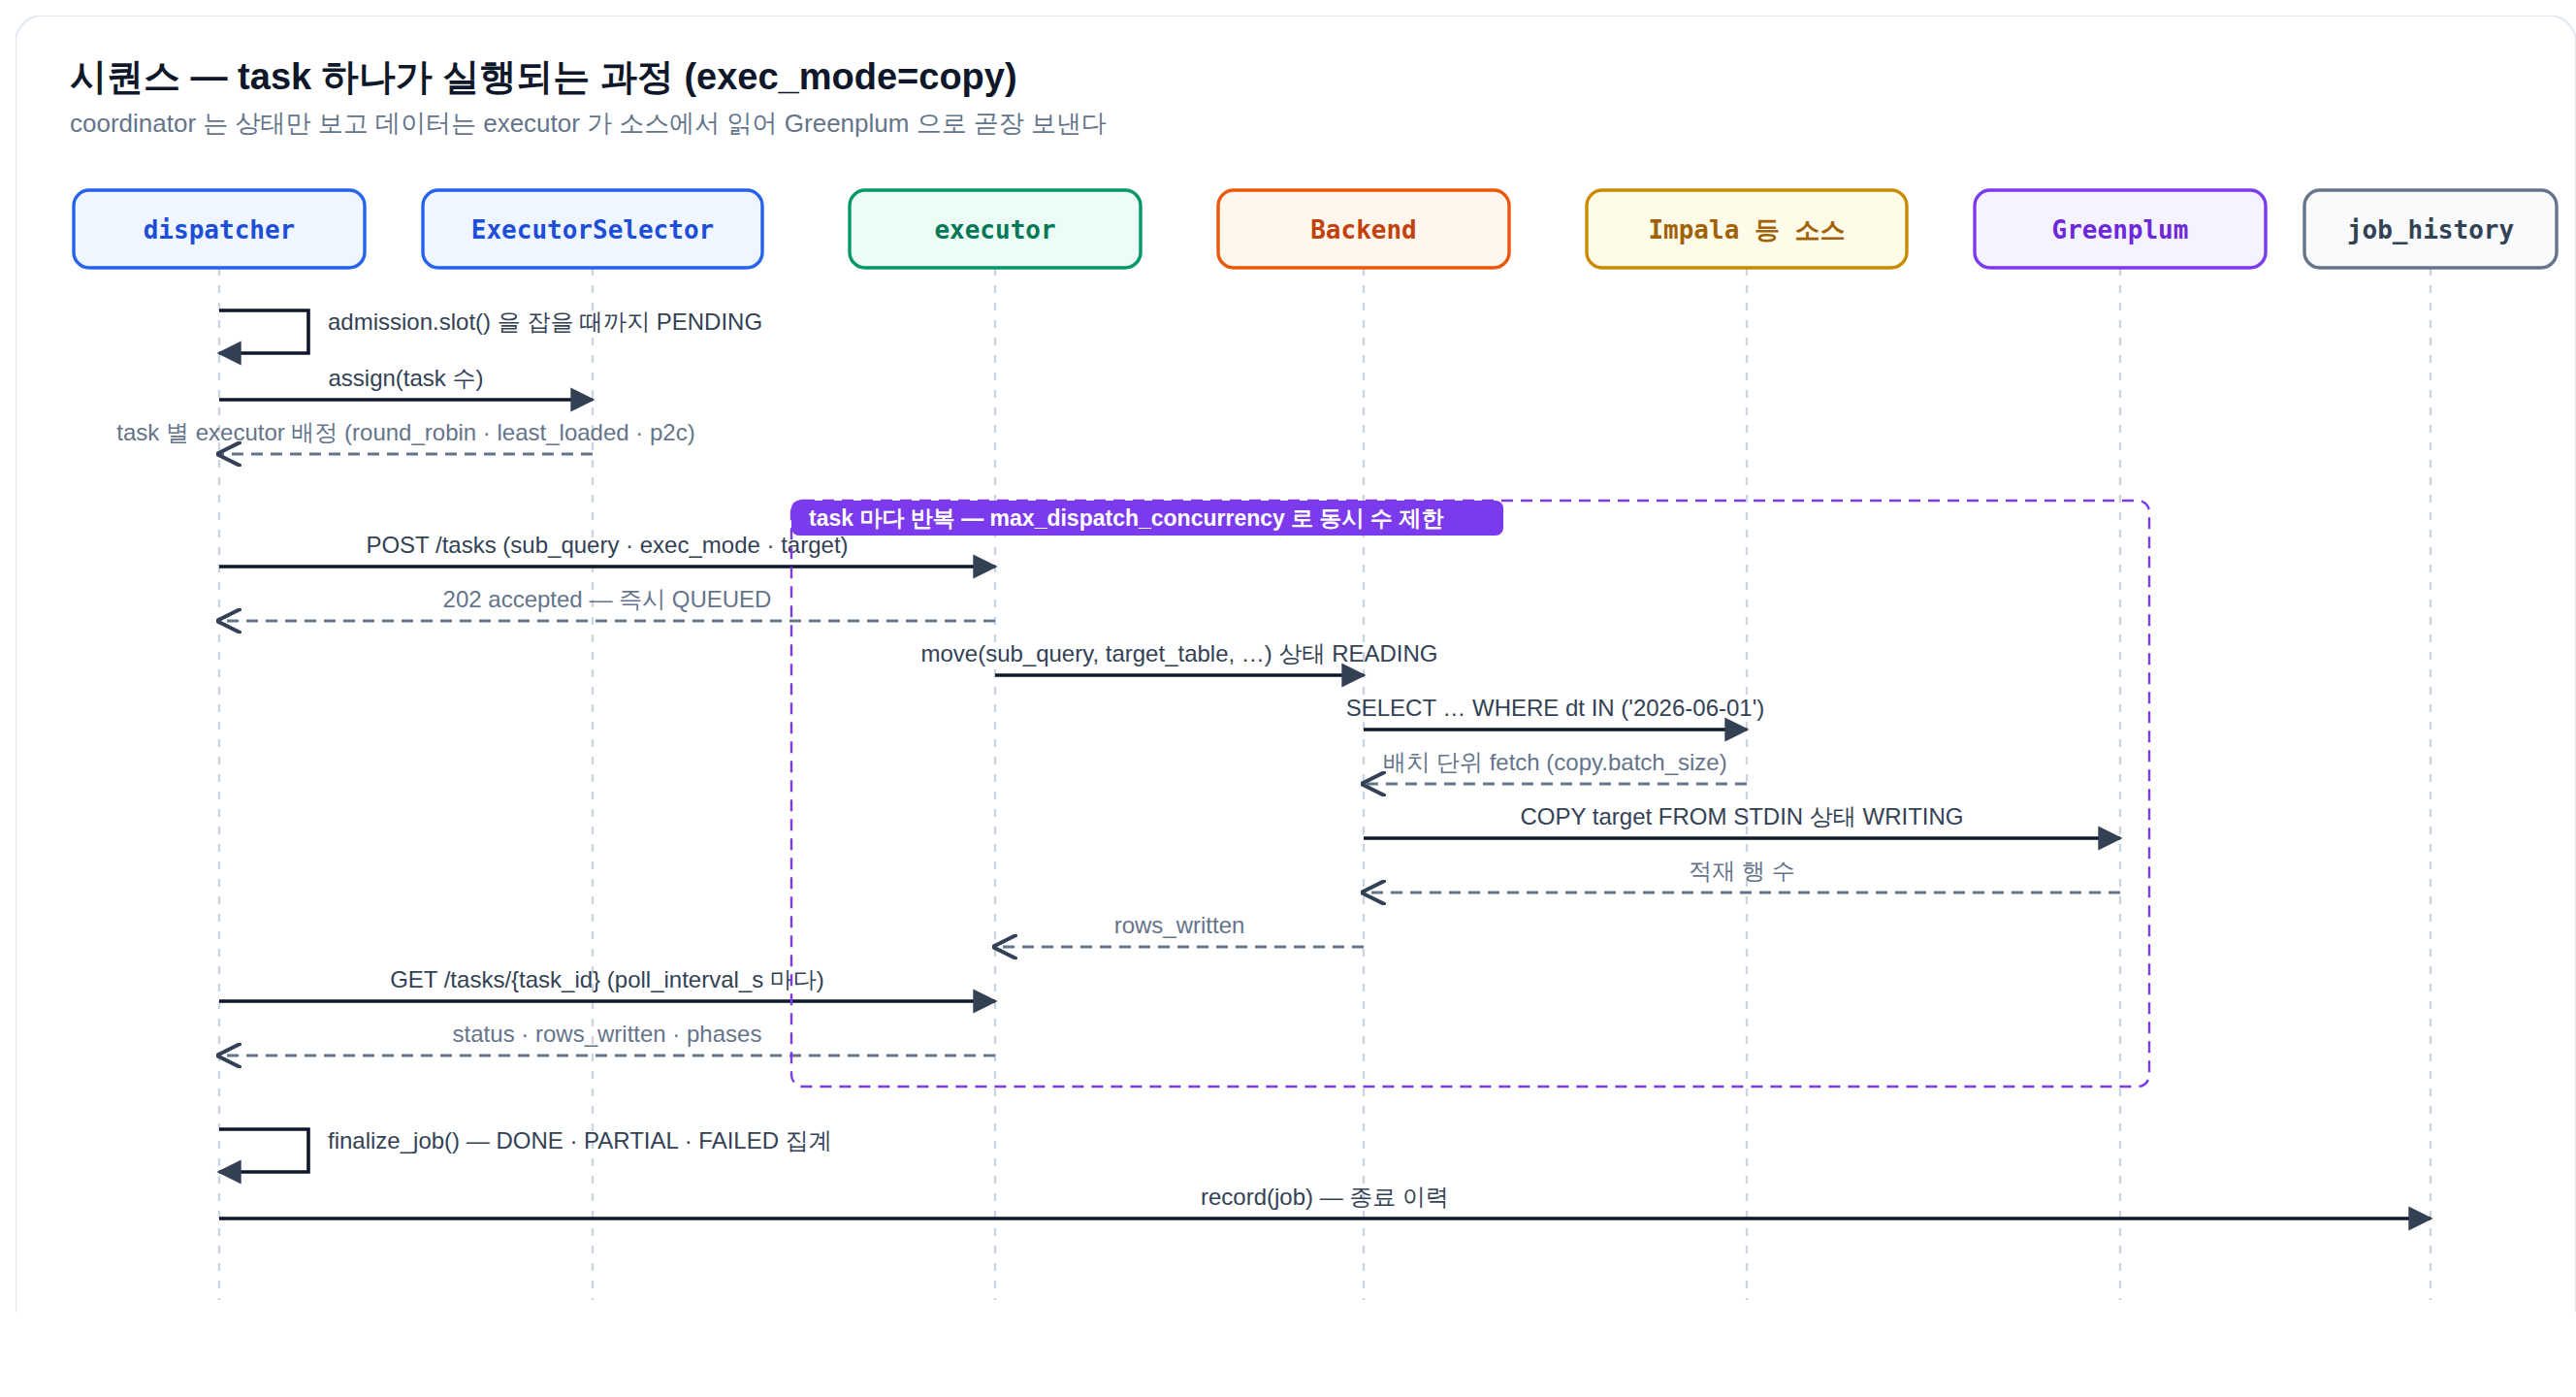 시퀀스 — task 하나가 실행되는 과정 (exec_mode=copy)
coordinator 는 상태만 보고 데이터는 executor 가 소스에서 읽어 Greenplum 으로 곧장 보낸다
dispatcher
ExecutorSelector
executor
Backend
Impala 등 소스
Greenplum
job_history
admission.slot() 을 잡을 때까지 PENDING
assign(task 수)
task 별 executor 배정 (round_robin · least_loaded · p2c)
task 마다 반복 — max_dispatch_concurrency 로 동시 수 제한
POST /tasks (sub_query · exec_mode · target)
202 accepted — 즉시 QUEUED
move(sub_query, target_table, …) 상태 READING
SELECT … WHERE dt IN ('2026-06-01')
배치 단위 fetch (copy.batch_size)
COPY target FROM STDIN 상태 WRITING
적재 행 수
rows_written
GET /tasks/{task_id} (poll_interval_s 마다)
status · rows_written · phases
finalize_job() — DONE · PARTIAL · FAILED 집계
record(job) — 종료 이력